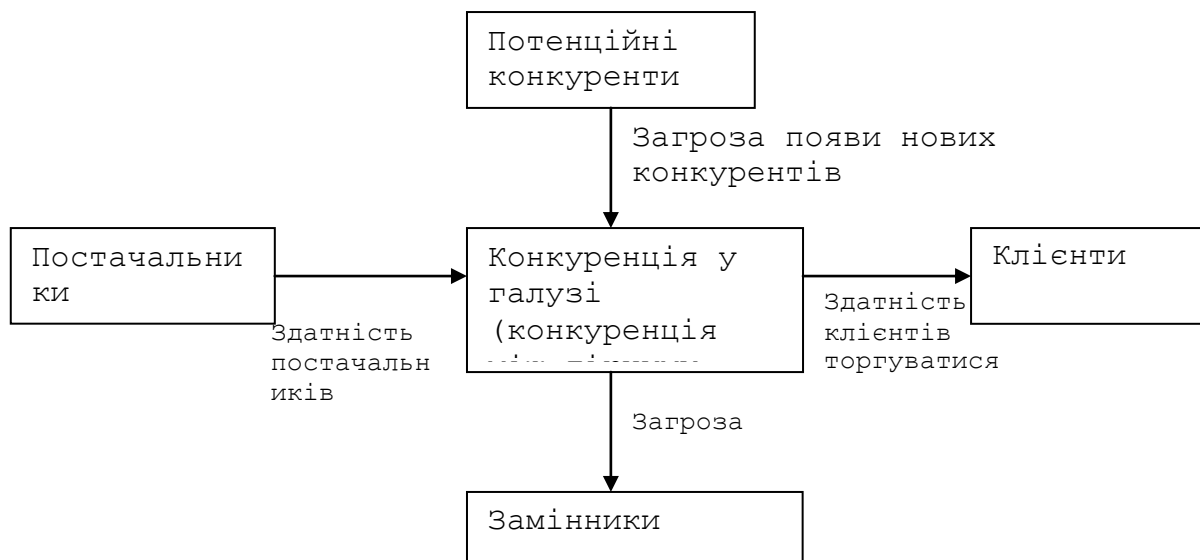 Потенційні
конкуренти
Загроза появи нових
конкурентів
Постачальни
ки
Здатність
постачальн
иків
Конкуренція у
галузі
(конкуренція
Клієнти
Здатність
клієнтів
торгуватися
Загроза
Замінники